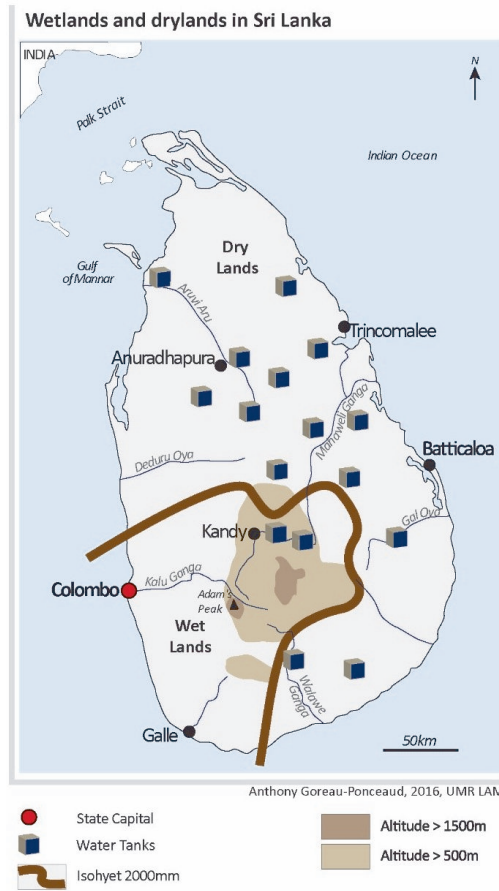 Wetlands and drylands in Sri Lanka
INDIA
N
Palk Strait
Indian Ocean
Dry
Lands
Gulf
of Mannar
Aruvi Aru
Trincomalee
Anuradhapura
Manawell Ganga
Deduru Oya
Batticaloa
Gal Oya
Kandy
Colombo
Kalu Ganga
Adam's
Peak
Wet
Lands
Walawe
Ganga
Galle
50km
Anthony Goreau-Ponceaud, 2016, UMR LAM
State Capital
Water Tanks
Isohyet 2000mm
Altitude > 1500m
Altitude > 500m